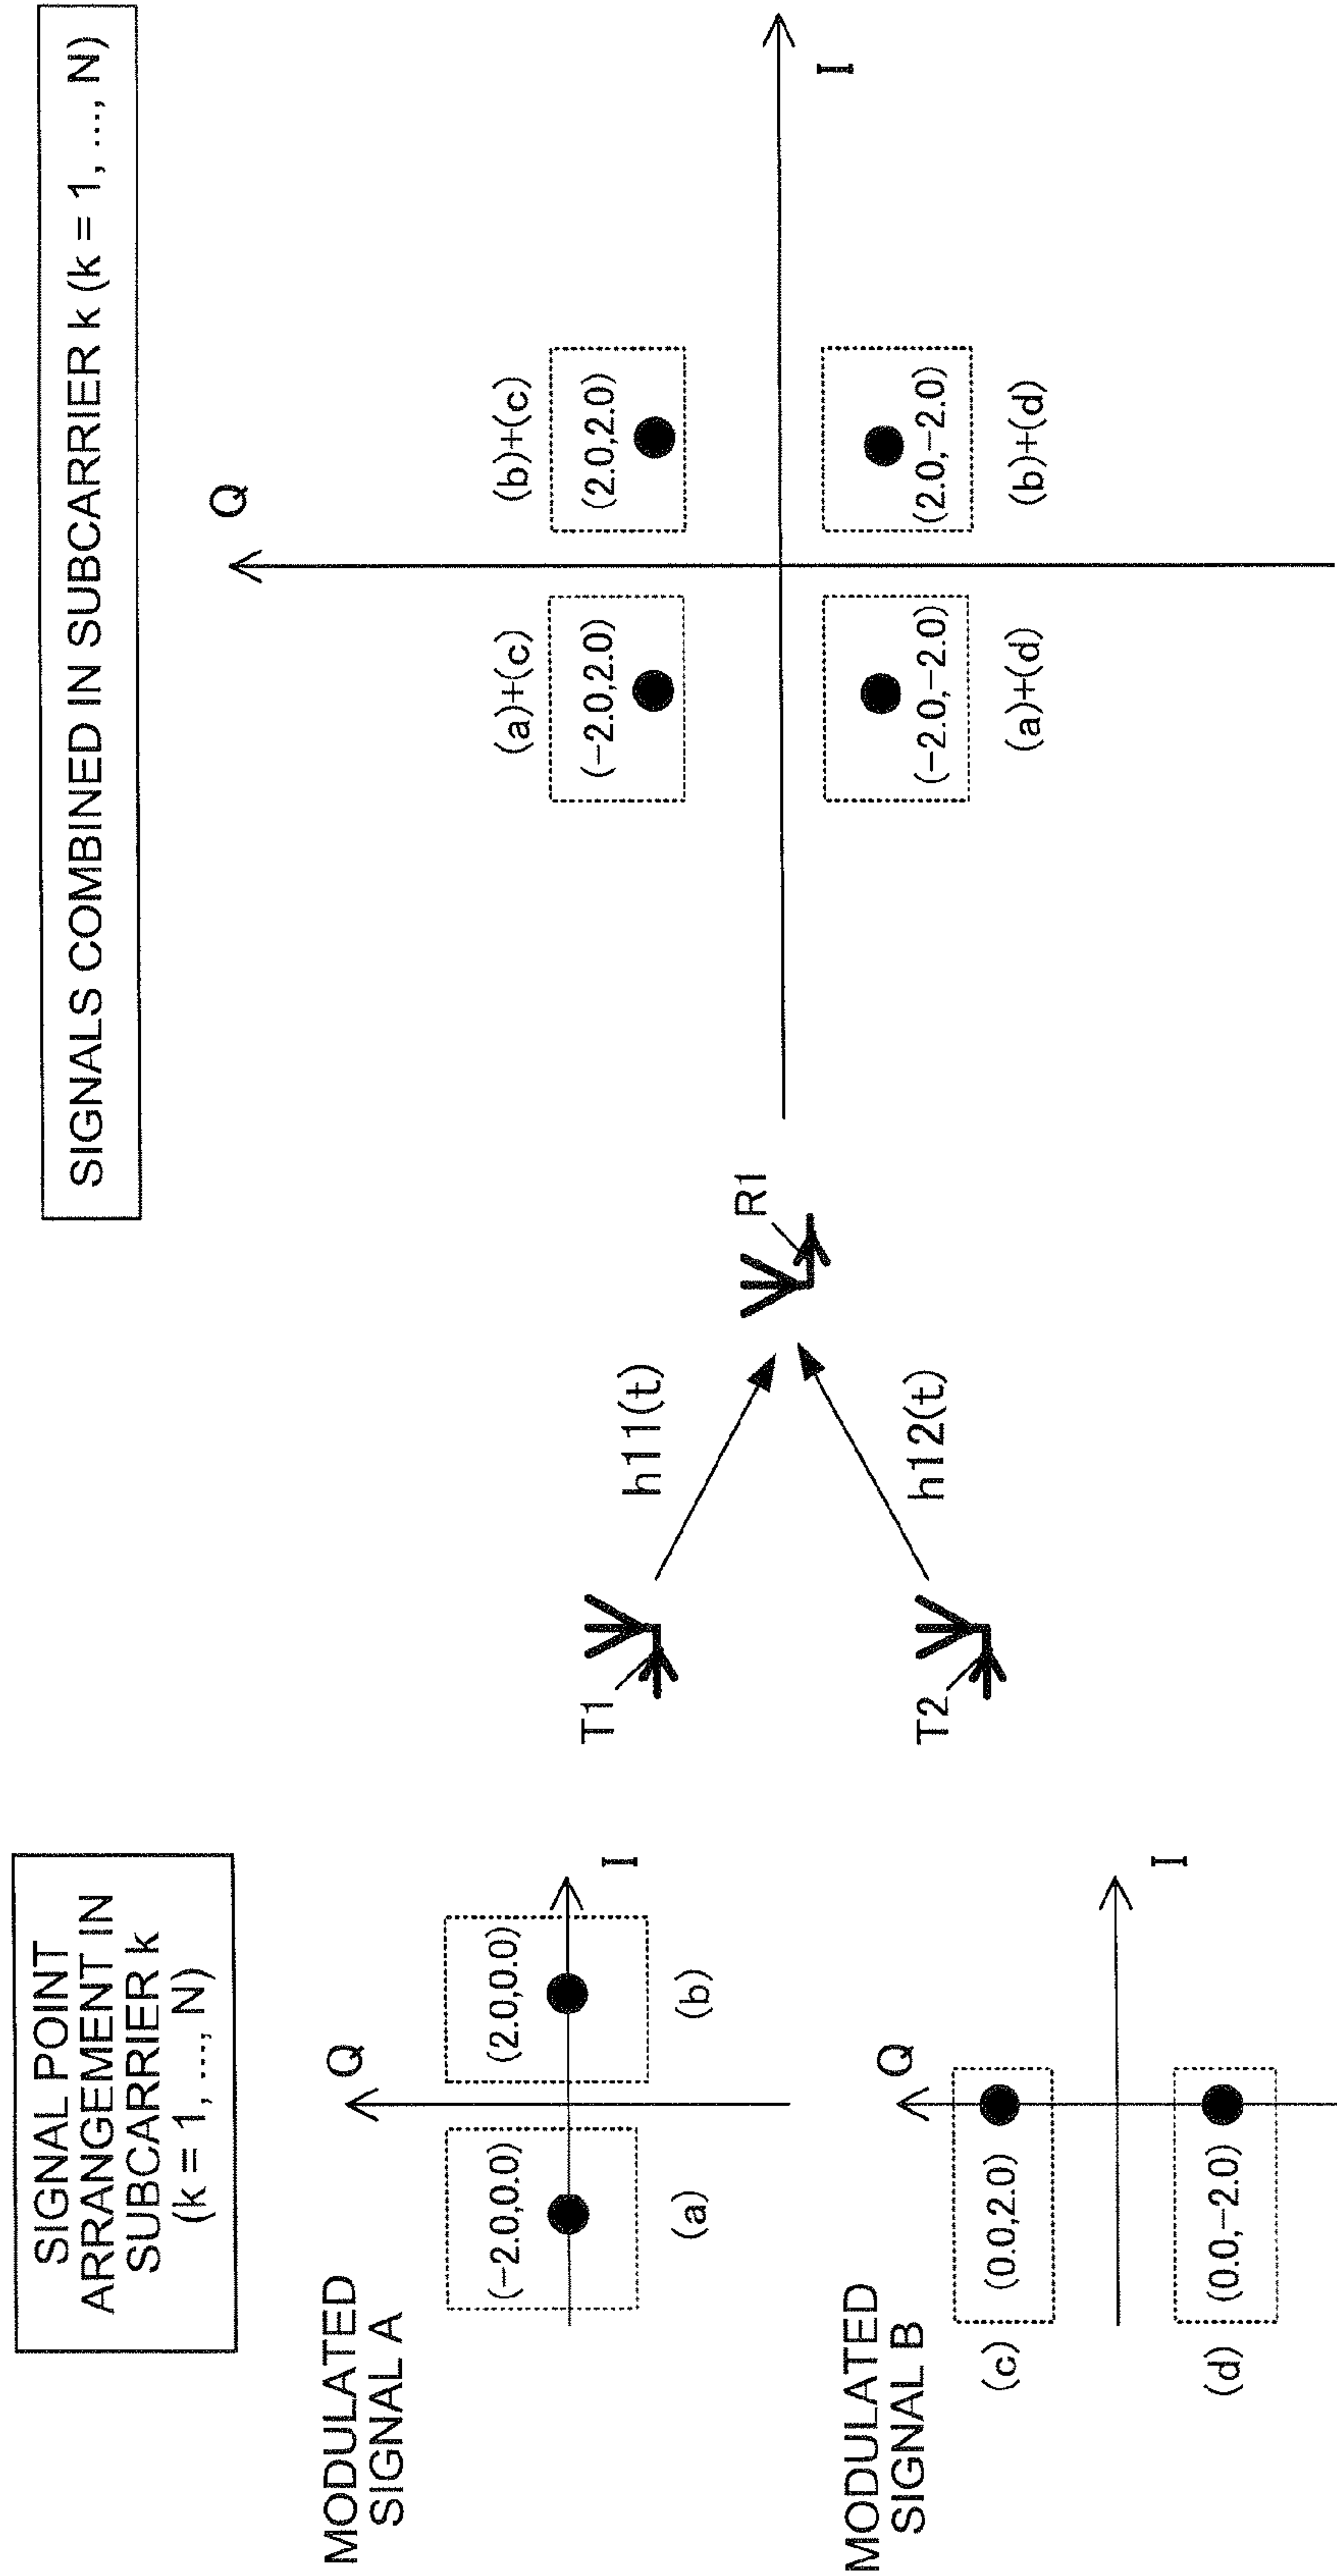 SIGNAL POINT
ARRANGEMENT IN
SUBCARRIER k
(k = 1, ..., N)
MODULATED
SIGNAL A
Q
I
(-2.0,0.0)
(2.0,0.0)
(a)
(b)
MODULATED
SIGNAL B
Q
I
(c)
(0.0,2.0)
(d)
(0.0,-2.0)
T1
T2
h11(t)
h12(t)
R1
SIGNALS COMBINED IN SUBCARRIER k (k = 1, ..., N)
Q
I
(a)+(c)
(b)+(c)
(-2.0,2.0)
(2.0,2.0)
(-2.0,-2.0)
(2.0,-2.0)
(a)+(d)
(b)+(d)